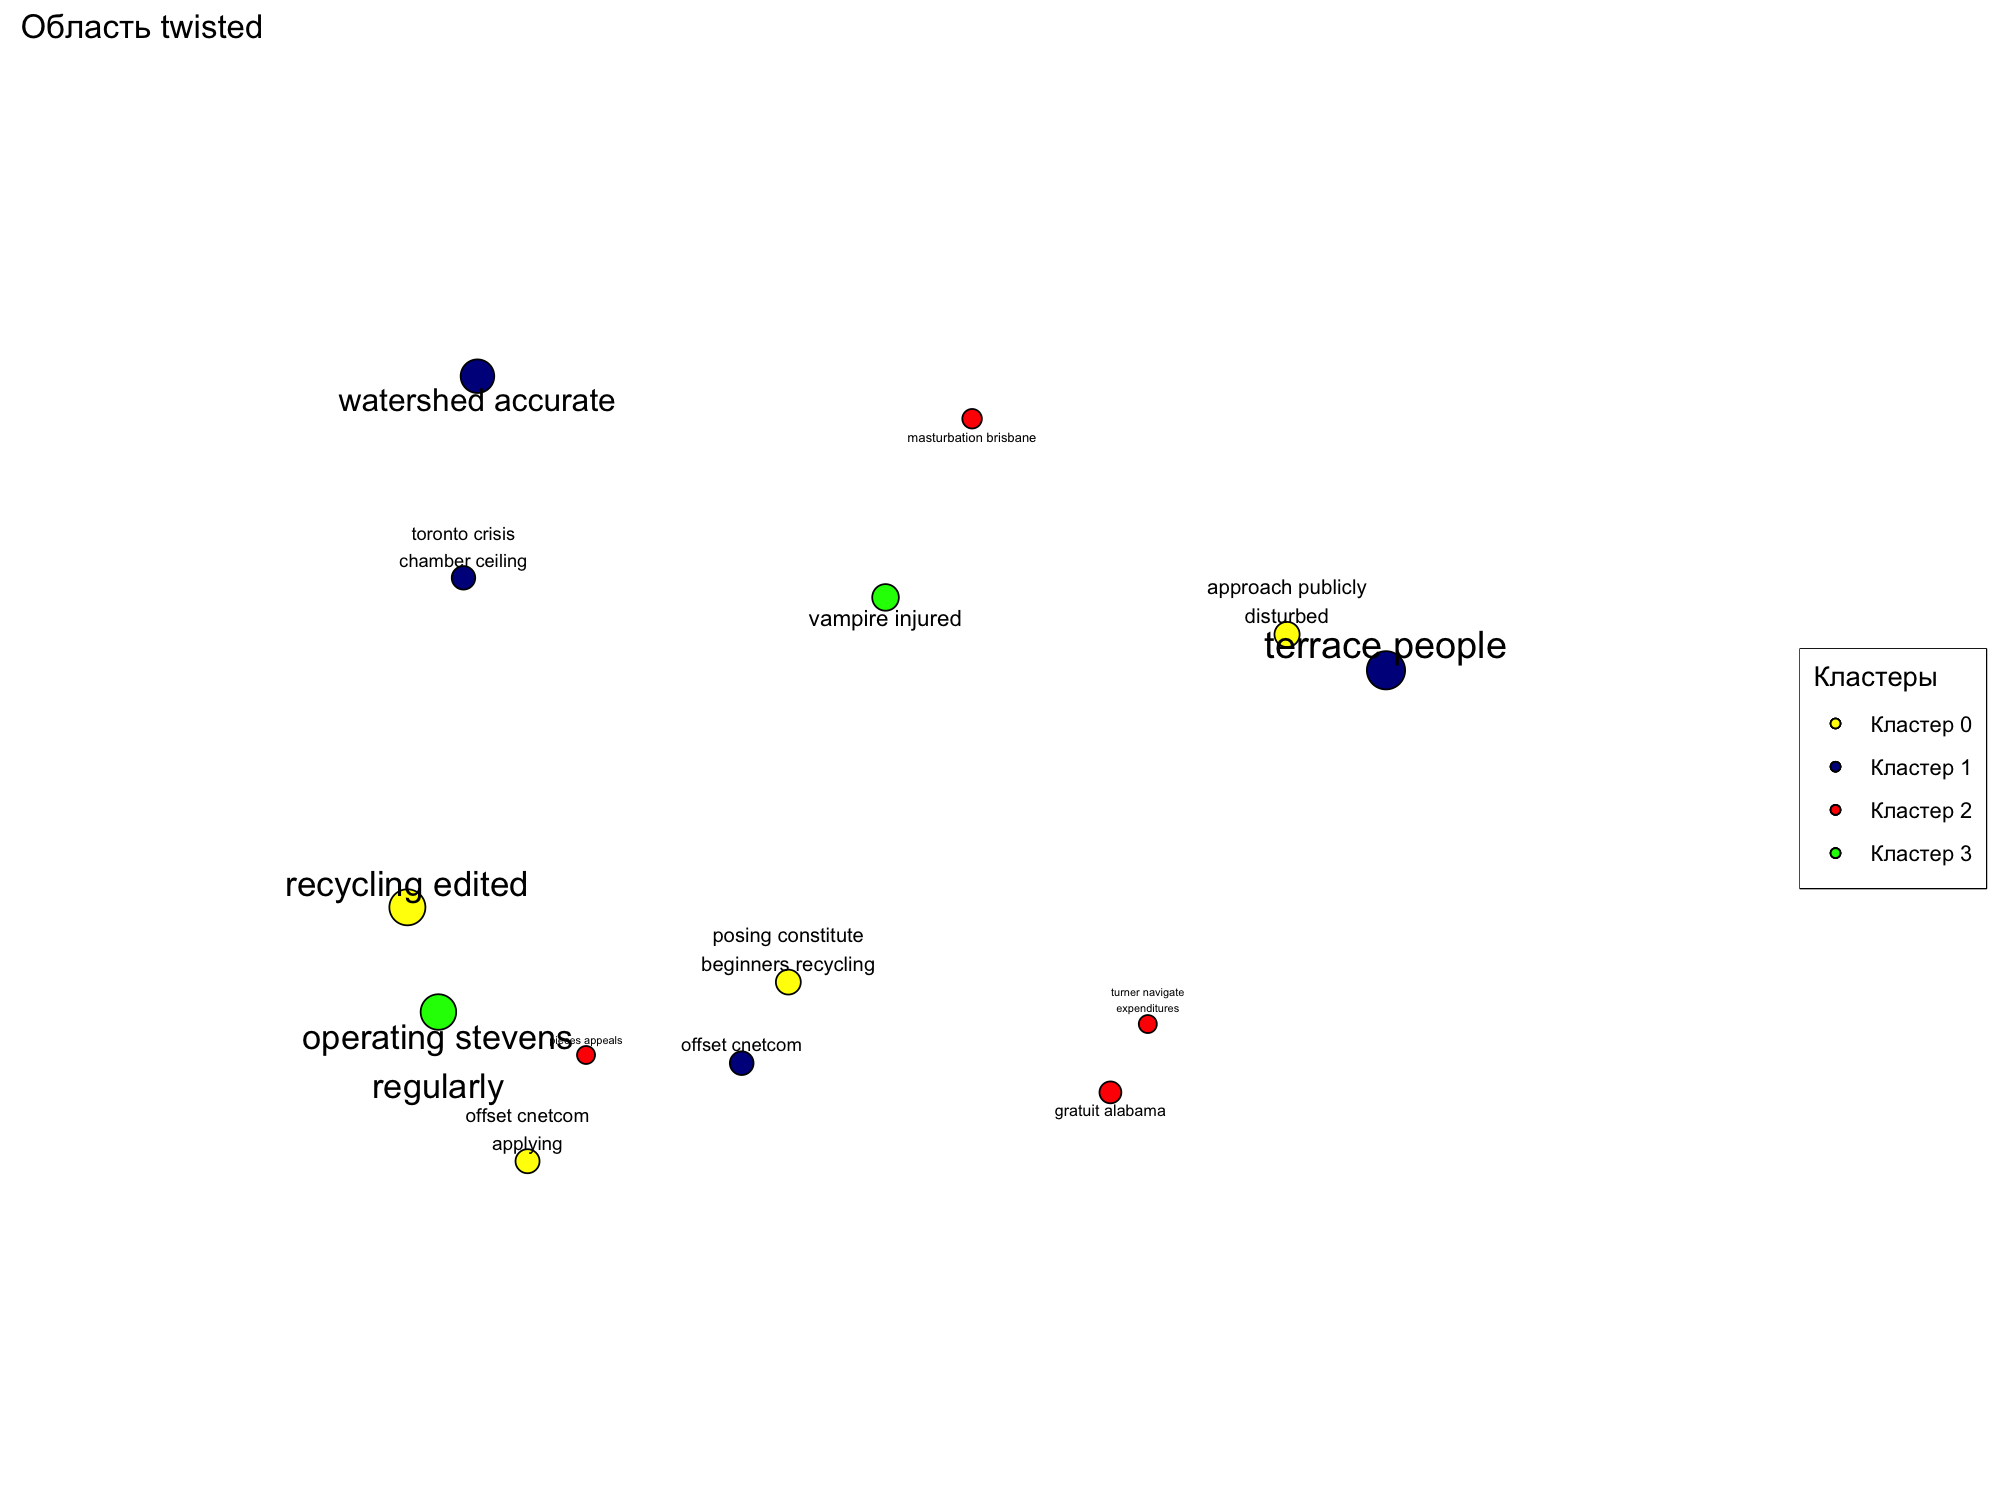 Область twisted
watershed accurate
masturbation brisbane
toronto crisis
chamber ceiling
vampire injured
approach publicly
disturbed
terrace people
Кластеры
Кластер 0
Кластер 1
Кластер 2
Кластер 3
recycling edited
posing constitute
beginners recycling
turner navigate
expenditures
operating stevens
regularly
pieces appeals
offset cnetcom
gratuit alabama
offset cnetcom
applying